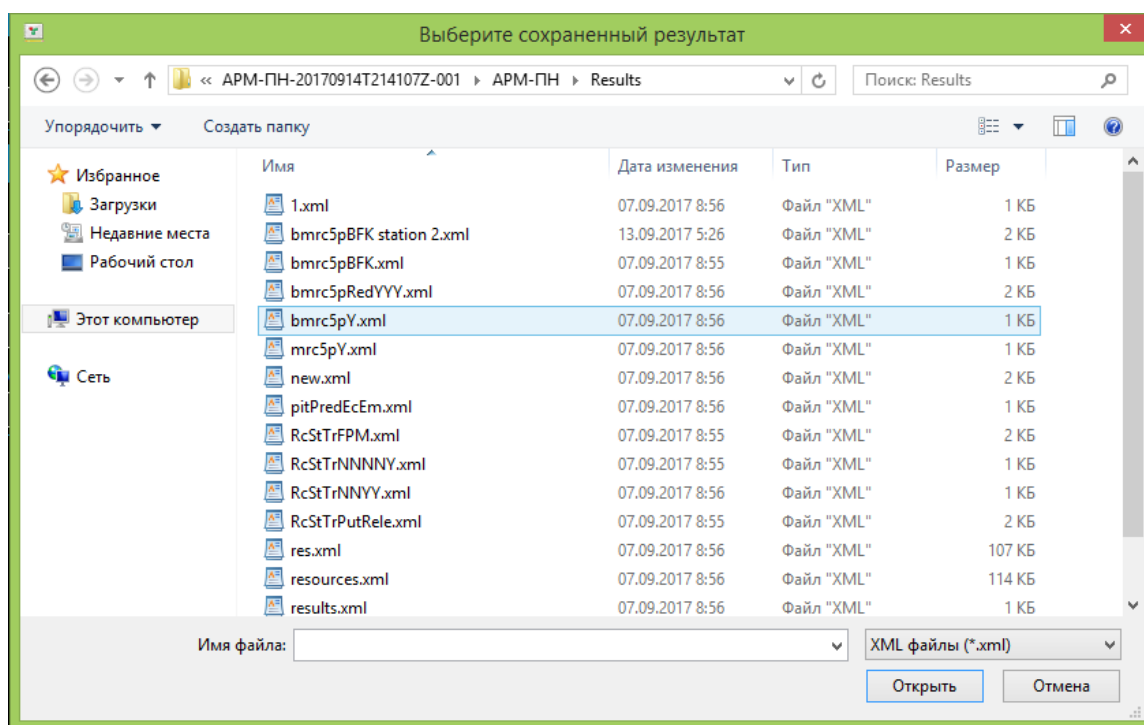 Выберите сохраненный результат
« АРМ-ПН-20170914T214107Z-001 АРМ-ПН Results Поиск: Results
Упорядочить Создать папку
Имя Дата изменения Тип Размер
Избранное
Загрузки
Недавние места
Рабочий стол
Этот компьютер
Сеть
1.xml 07.09.2017 8:56 Файл "XML" 1 КБ
bmrc5pBFK station 2.xml 13.09.2017 5:26 Файл "XML" 2 КБ
bmrc5pBFK.xml 07.09.2017 8:55 Файл "XML" 1 КБ
bmrc5pRedYYY.xml 07.09.2017 8:56 Файл "XML" 2 КБ
bmrc5pY.xml 07.09.2017 8:56 Файл "XML" 1 КБ
mrc5pY.xml 07.09.2017 8:56 Файл "XML" 1 КБ
new.xml 07.09.2017 8:56 Файл "XML" 2 КБ
pitPredEcEm.xml 07.09.2017 8:56 Файл "XML" 1 КБ
RcStTrFPM.xml 07.09.2017 8:55 Файл "XML" 2 КБ
RcStTrNNNNY.xml 07.09.2017 8:55 Файл "XML" 1 КБ
RcStTrNNYY.xml 07.09.2017 8:56 Файл "XML" 1 КБ
RcStTrPutRele.xml 07.09.2017 8:55 Файл "XML" 2 КБ
res.xml 07.09.2017 8:56 Файл "XML" 107 КБ
resources.xml 07.09.2017 8:56 Файл "XML" 114 КБ
results.xml 07.09.2017 8:56 Файл "XML" 1 КБ
Имя файла: XML файлы (*.xml)
Открыть Отмена